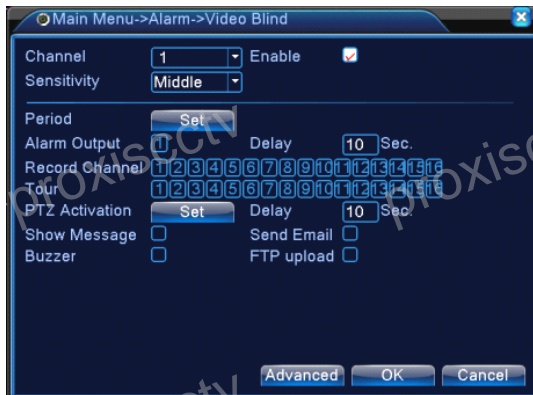 Main Menu->Alarm->Video Blind
Channel 1 Enable
Sensitivity Middle
Period Set
Alarm Output 1 Delay 10 Sec.
Record Channel 1 2 3 4 5 6 7 8 9 10 11 12 13 14 15 16
Tour 1 2 3 4 5 6 7 8 9 10 11 12 13 14 15 16
PTZ Activation Set Delay 10 Sec.
Show Message Send Email
Buzzer FTP upload
Advanced OK Cancel
proxiscctv
proxisc
cctv